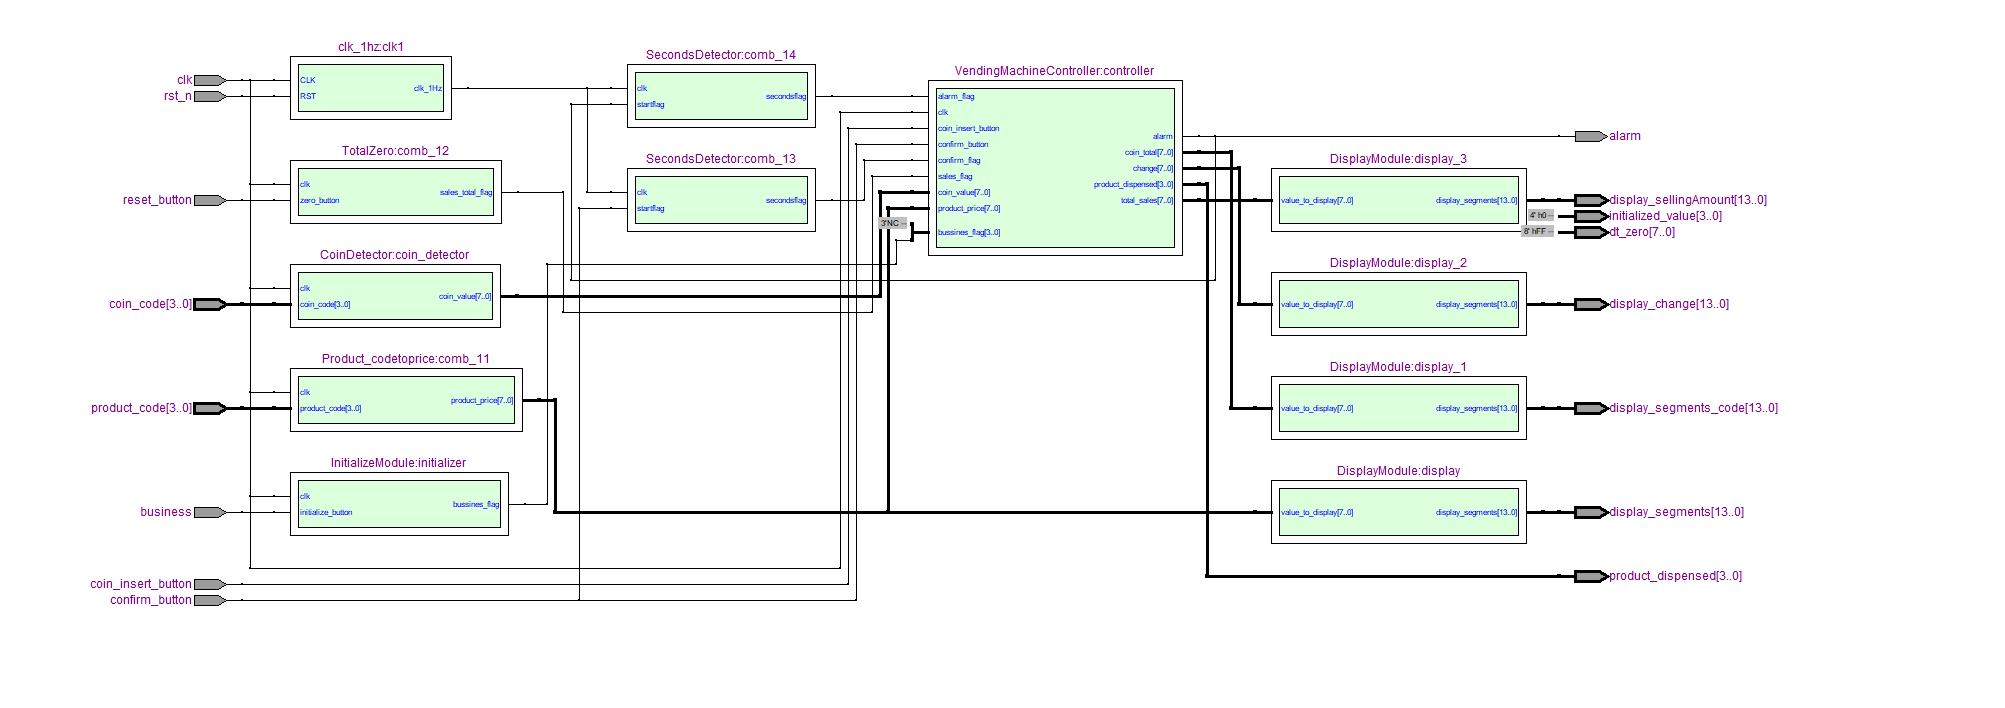 clk
rst_n
reset_button
coin_code[3..0]
product_code[3..0]
business
coin_insert_button
confirm_button
clk_1hz:clk1
CLK
RST
clk_1Hz
TotalZero:comb_12
clk
zero_button
sales_total_flag
CoinDetector:coin_detector
clk
coin_code[3..0]
coin_value[7..0]
Product_codetoprice:comb_11
clk
product_code[3..0]
product_price[7..0]
InitializeModule:initializer
clk
initialize_button
bussines_flag
SecondsDetector:comb_14
clk
startflag
secondsflag
SecondsDetector:comb_13
clk
startflag
secondsflag
3'NC --
VendingMachineController:controller
alarm_flag
clk
coin_insert_button
confirm_button
confirm_flag
sales_flag
coin_value[7..0]
product_price[7..0]
bussines_flag[3..0]
alarm
coin_total[7..0]
change[7..0]
product_dispensed[3..0]
total_sales[7..0]
DisplayModule:display_3
value_to_display[7..0]
display_segments[13..0]
DisplayModule:display_2
value_to_display[7..0]
display_segments[13..0]
DisplayModule:display_1
value_to_display[7..0]
display_segments[13..0]
DisplayModule:display
value_to_display[7..0]
display_segments[13..0]
4' h0 --
8' hFF --
alarm
display_sellingAmount[13..0]
initialized_value[3..0]
dt_zero[7..0]
display_change[13..0]
display_segments_code[13..0]
display_segments[13..0]
product_dispensed[3..0]